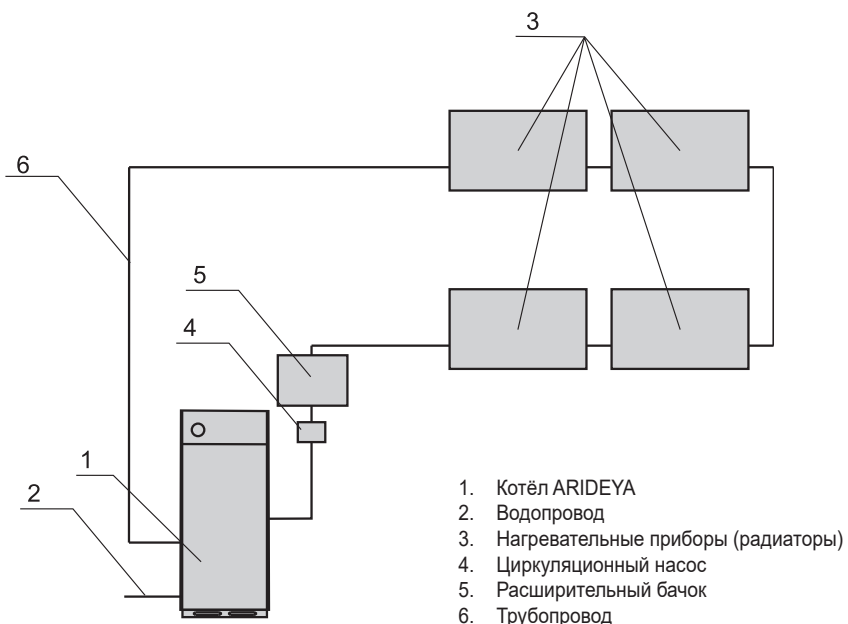 3
6
5
4
1
2
1. Котёл ARIDEYA
2. Водопровод
3. Нагревательные приборы (радиаторы)
4. Циркуляционный насос
5. Расширительный бачок
6. Трубопровод